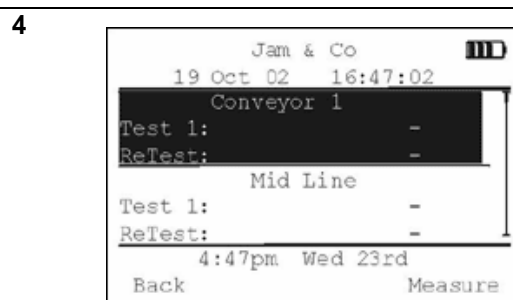 4
Jam & Co
19 Oct 02 16:47:02
Conveyor 1
Test 1: -
ReTest: -
Mid Line
Test 1: -
ReTest: -
4:47pm Wed 23rd
Back Measure